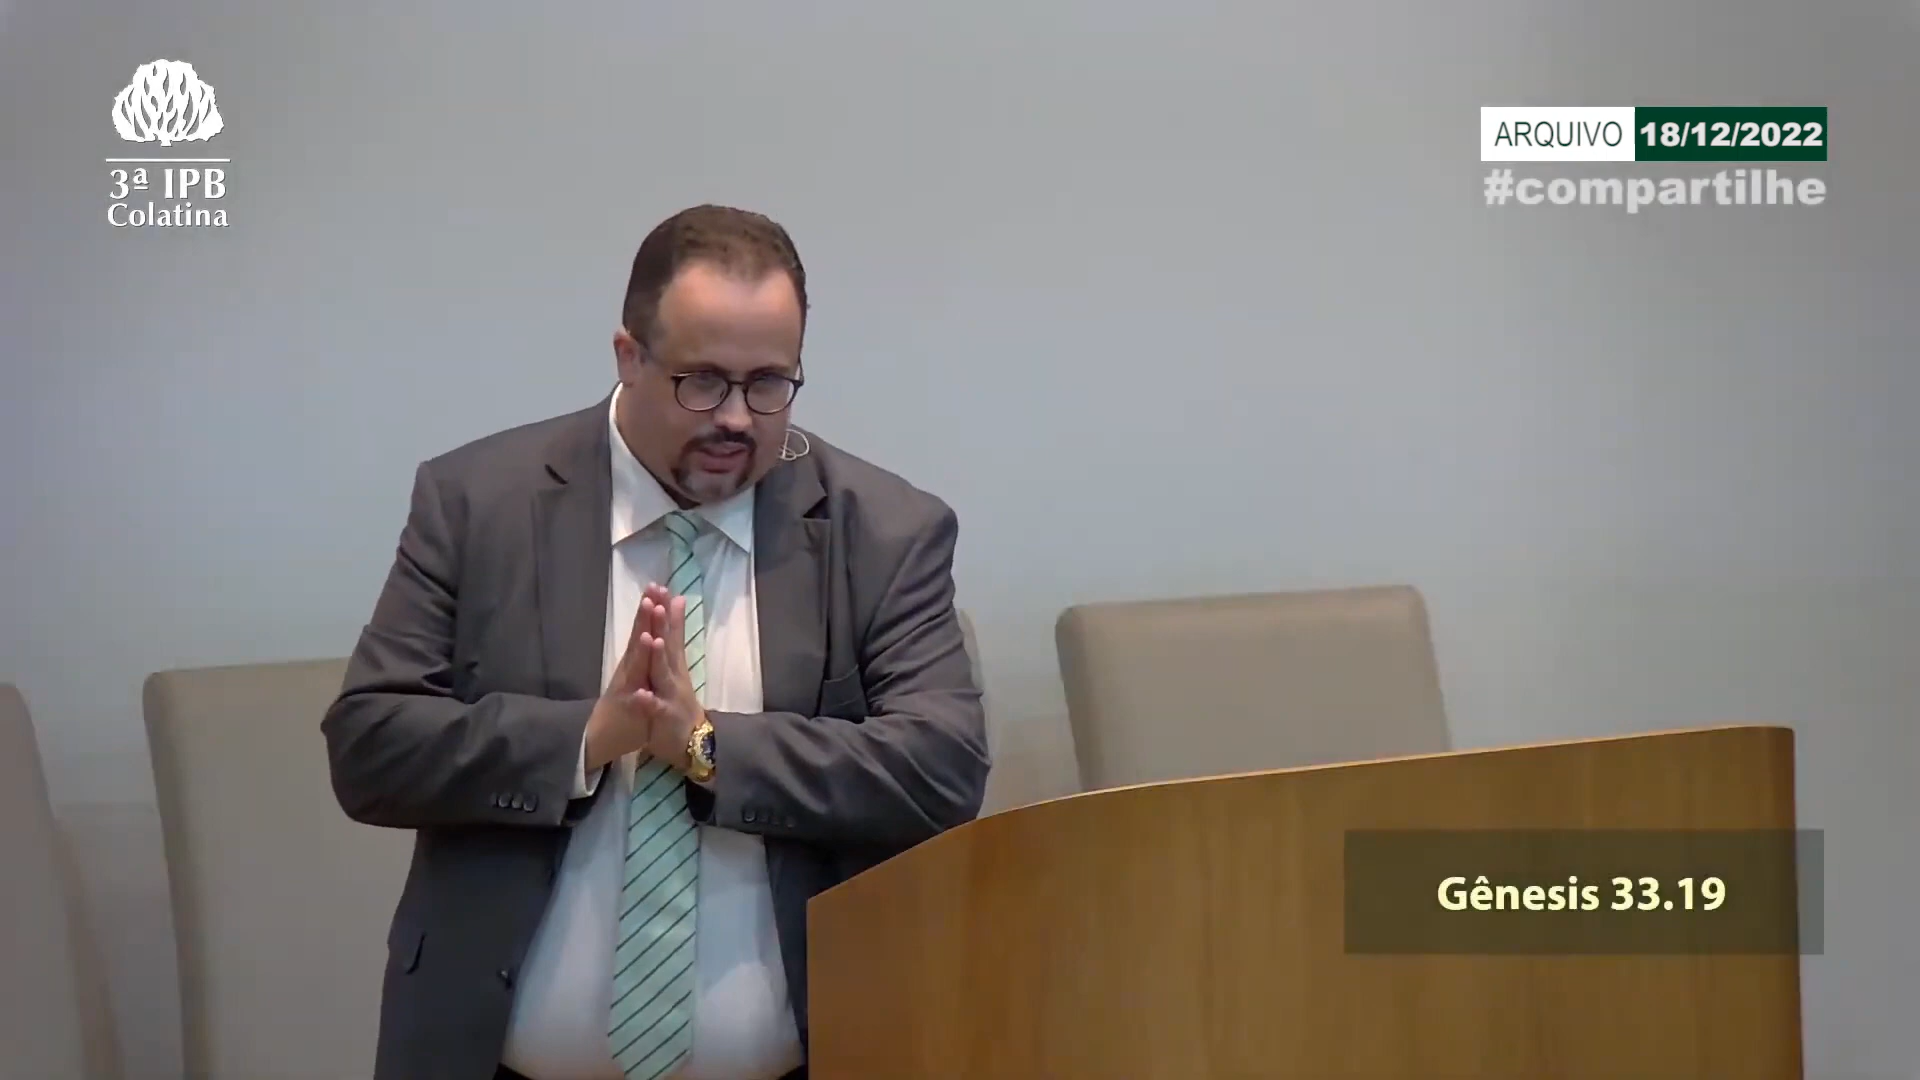 3ª IPB
Colatina
ARQUIVO 18/12/2022
#compartilhe
Gênesis 33.19